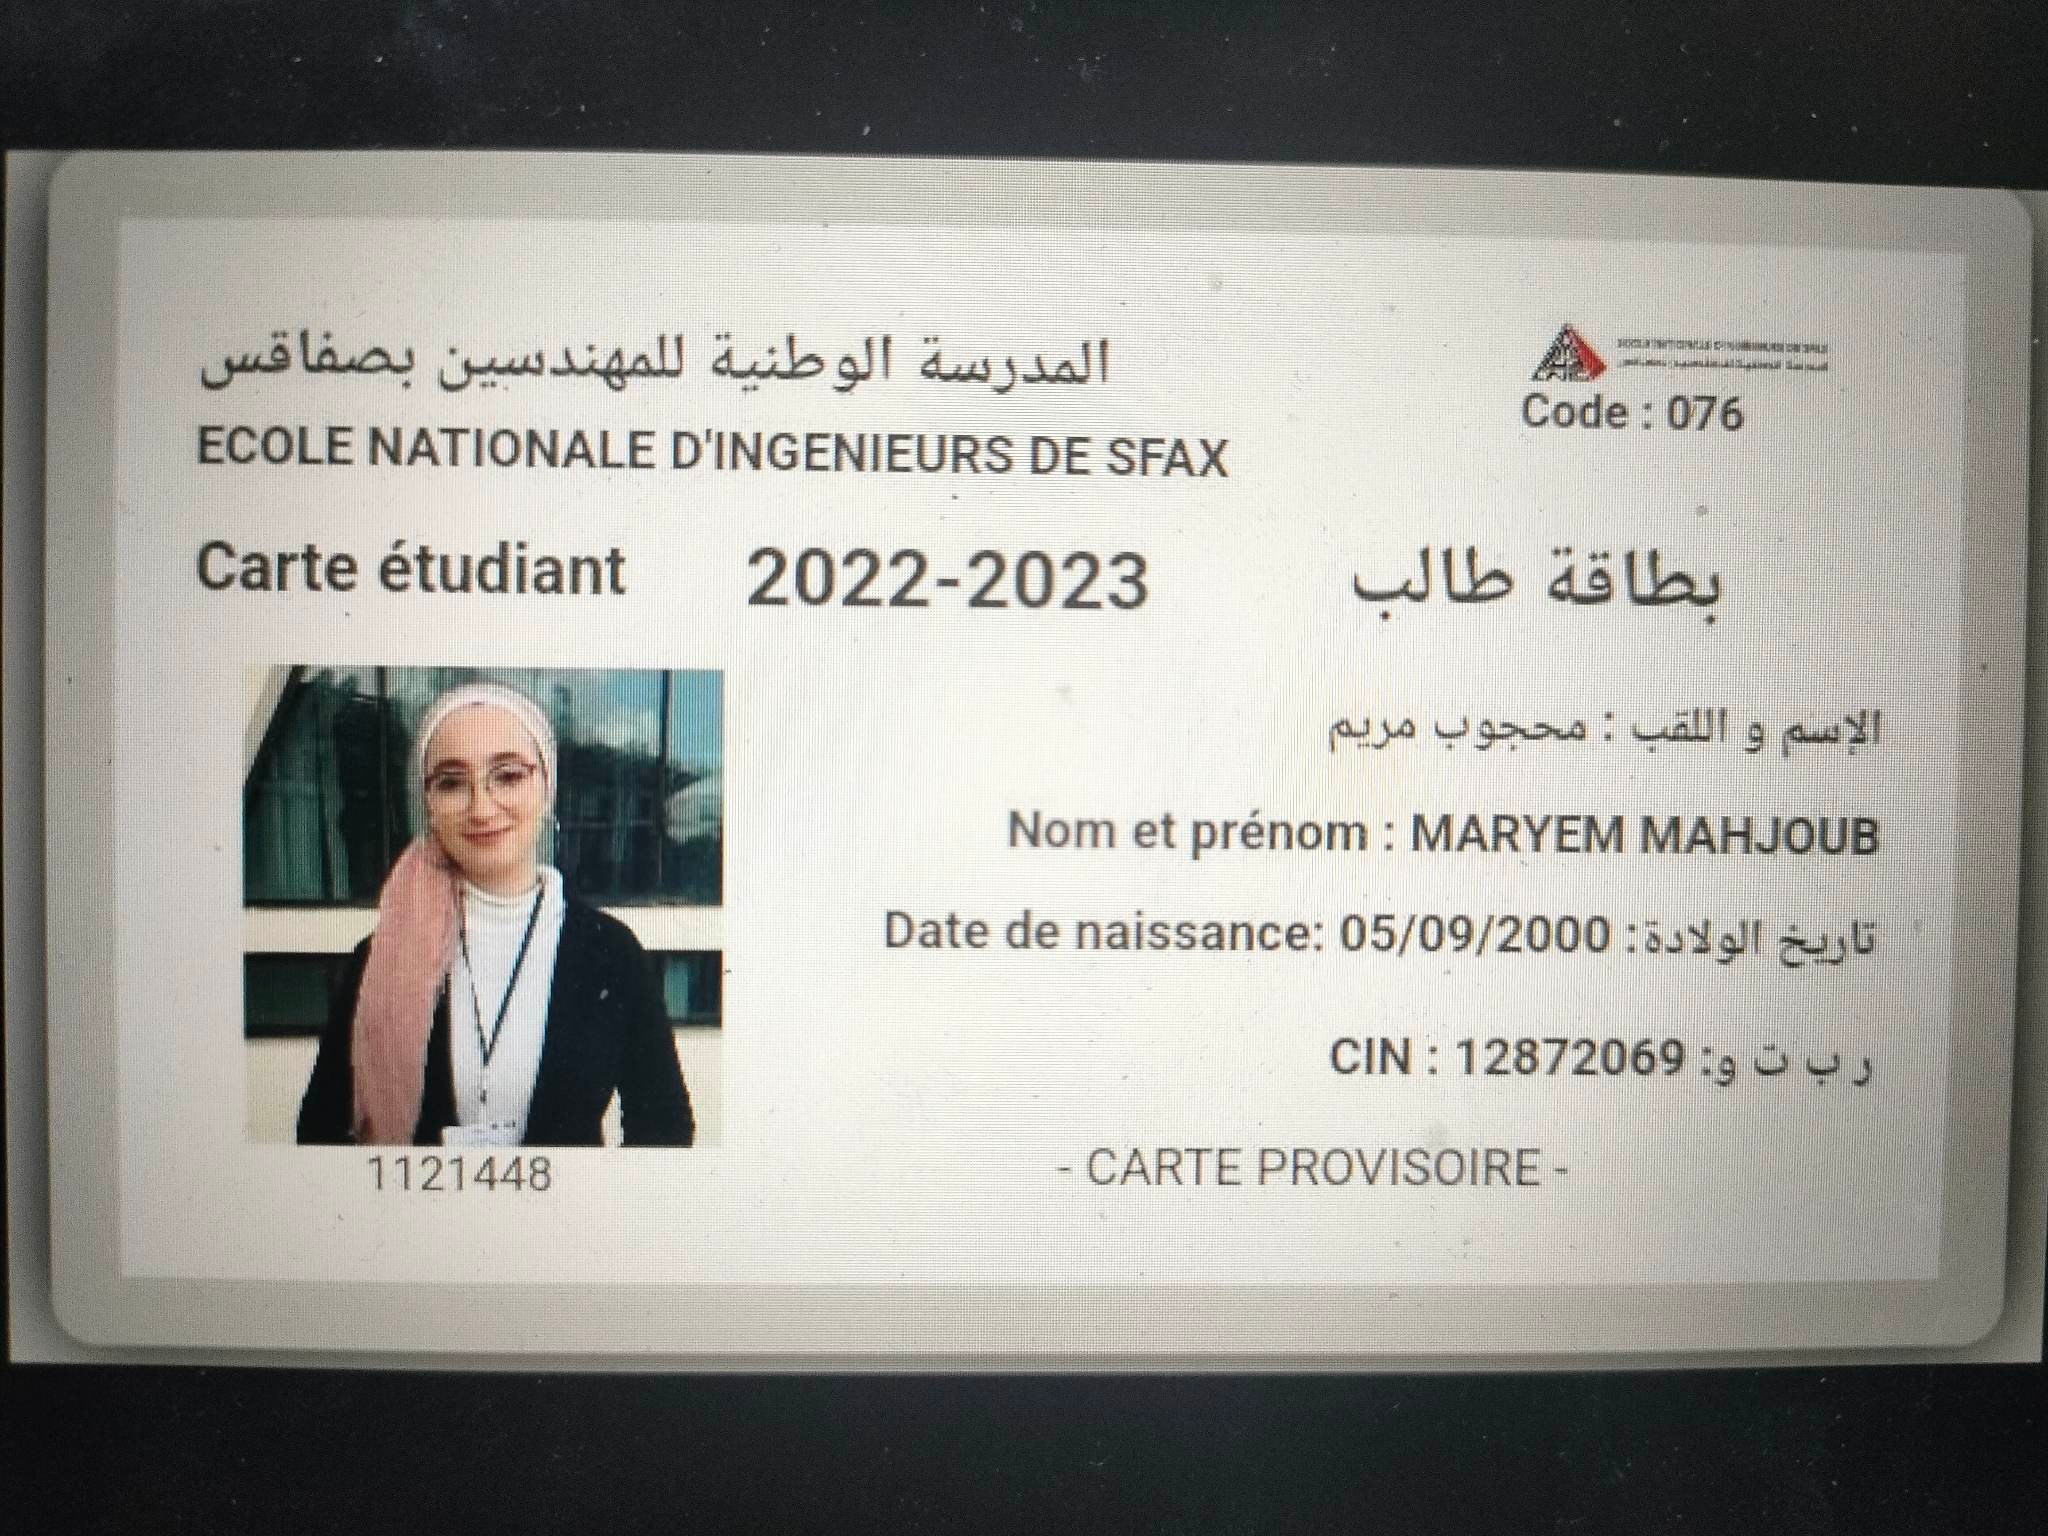 المدرسة الوطنية للمهندسين بصفاقس
ECOLE NATIONALE D'INGENIEURS DE SFAX
Code : 076
Carte étudiant 2022-2023 بطاقة طالب
الإسم و اللقب : محجوب مريم
Nom et prénom : MARYEM MAHJOUB
Date de naissance: 05/09/2000 :تاريخ الولادة
CIN : 12872069 :ر ب ت و
1121448
- CARTE PROVISOIRE -